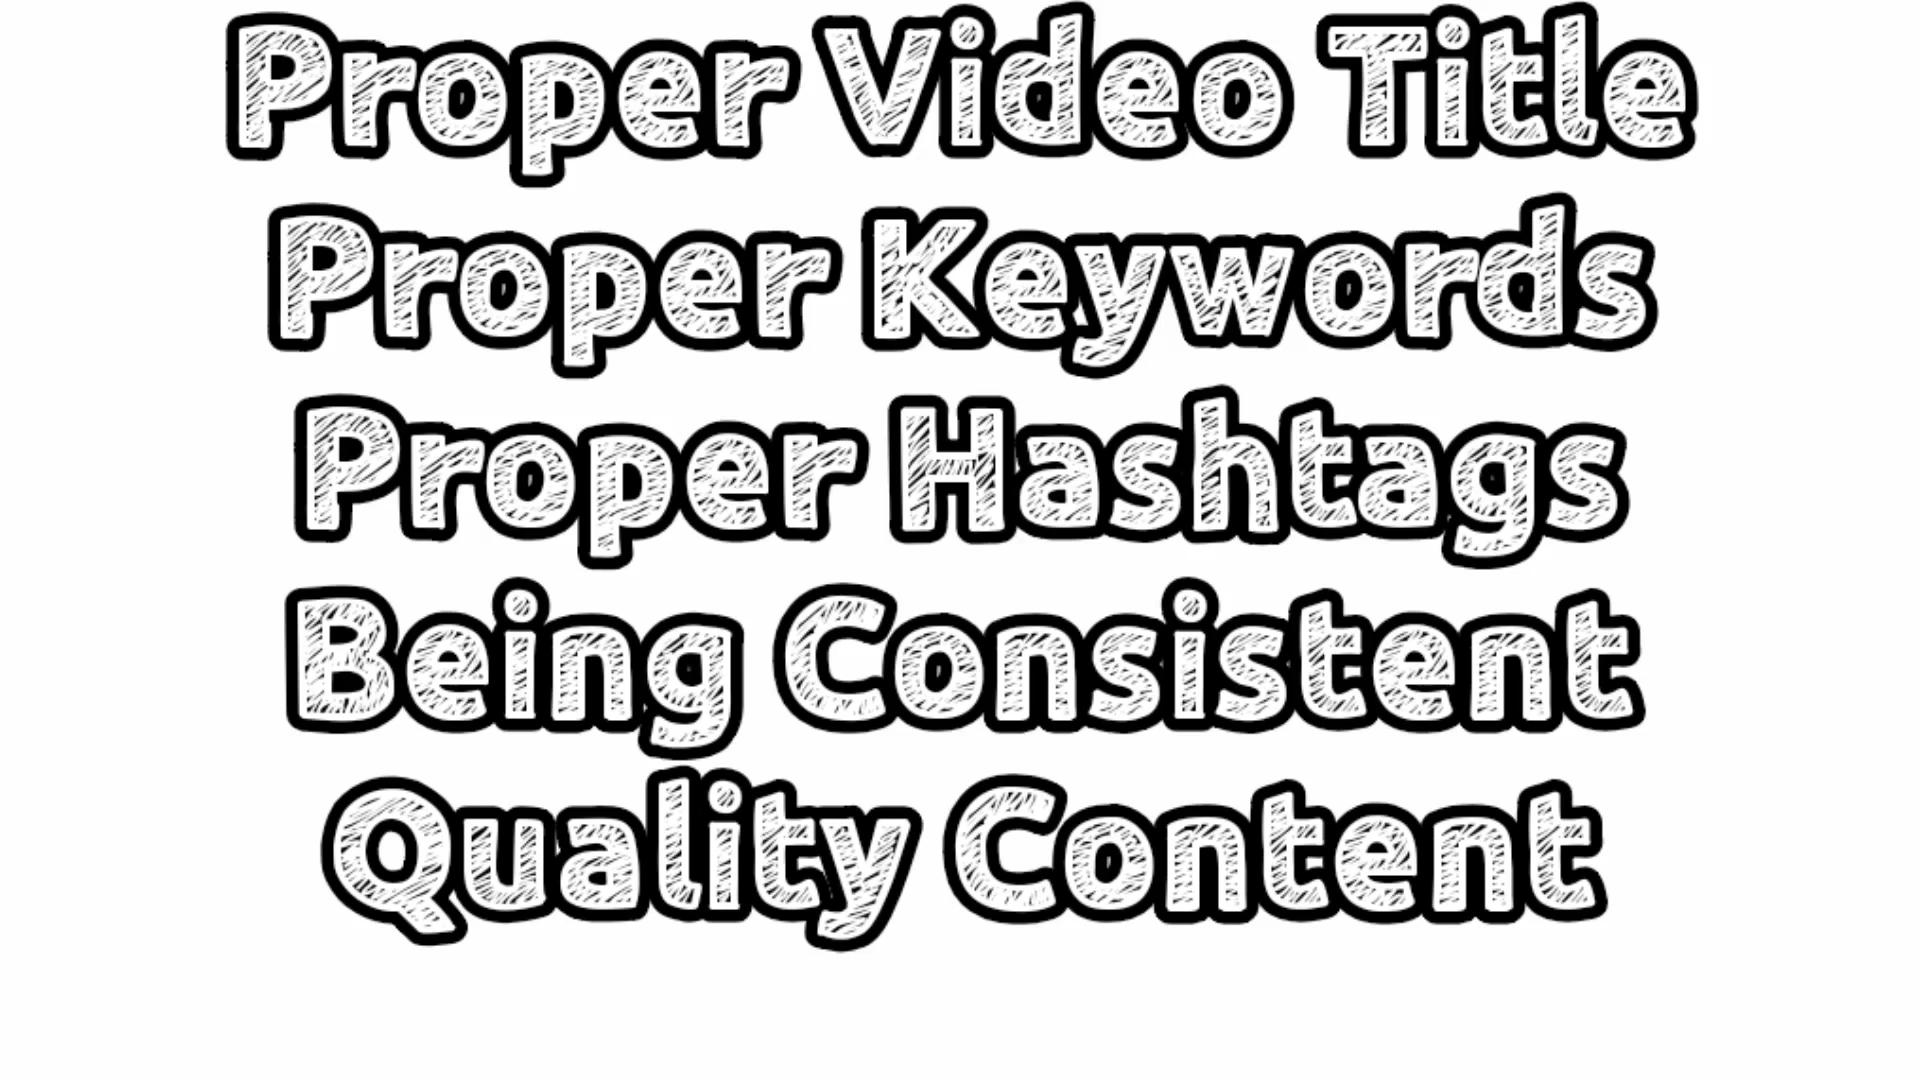 Proper Video Title
Proper Keywords
Proper Hashtags
Being Consistent
Quality Content